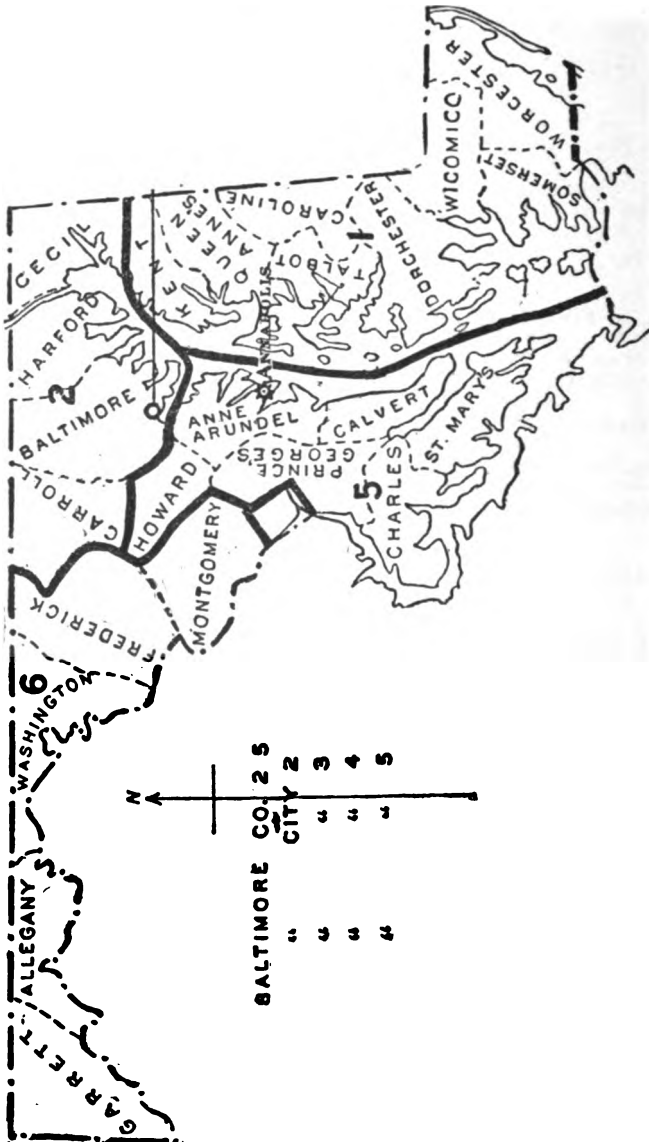 GARRETT
ALLEGANY
WASHINGTON
6
FREDERICK
CARROLL
BALTIMORE
2
HARFORD
CECIL
HOWARD
MONTGOMERY
ANNE
ARUNDEL
ANNAPOLIS
PRINCE
GEORGE'S
CALVERT
5
CHARLES
ST. MARYS
KENT
QUEEN
ANNE'S
CAROLINE
TALBOT
1
DORCHESTER
WICOMICO
SOMERSET
WORCESTER
N
BALTIMORE CO. 2 5
" CITY 2
" " 3
" " 4
" " 5